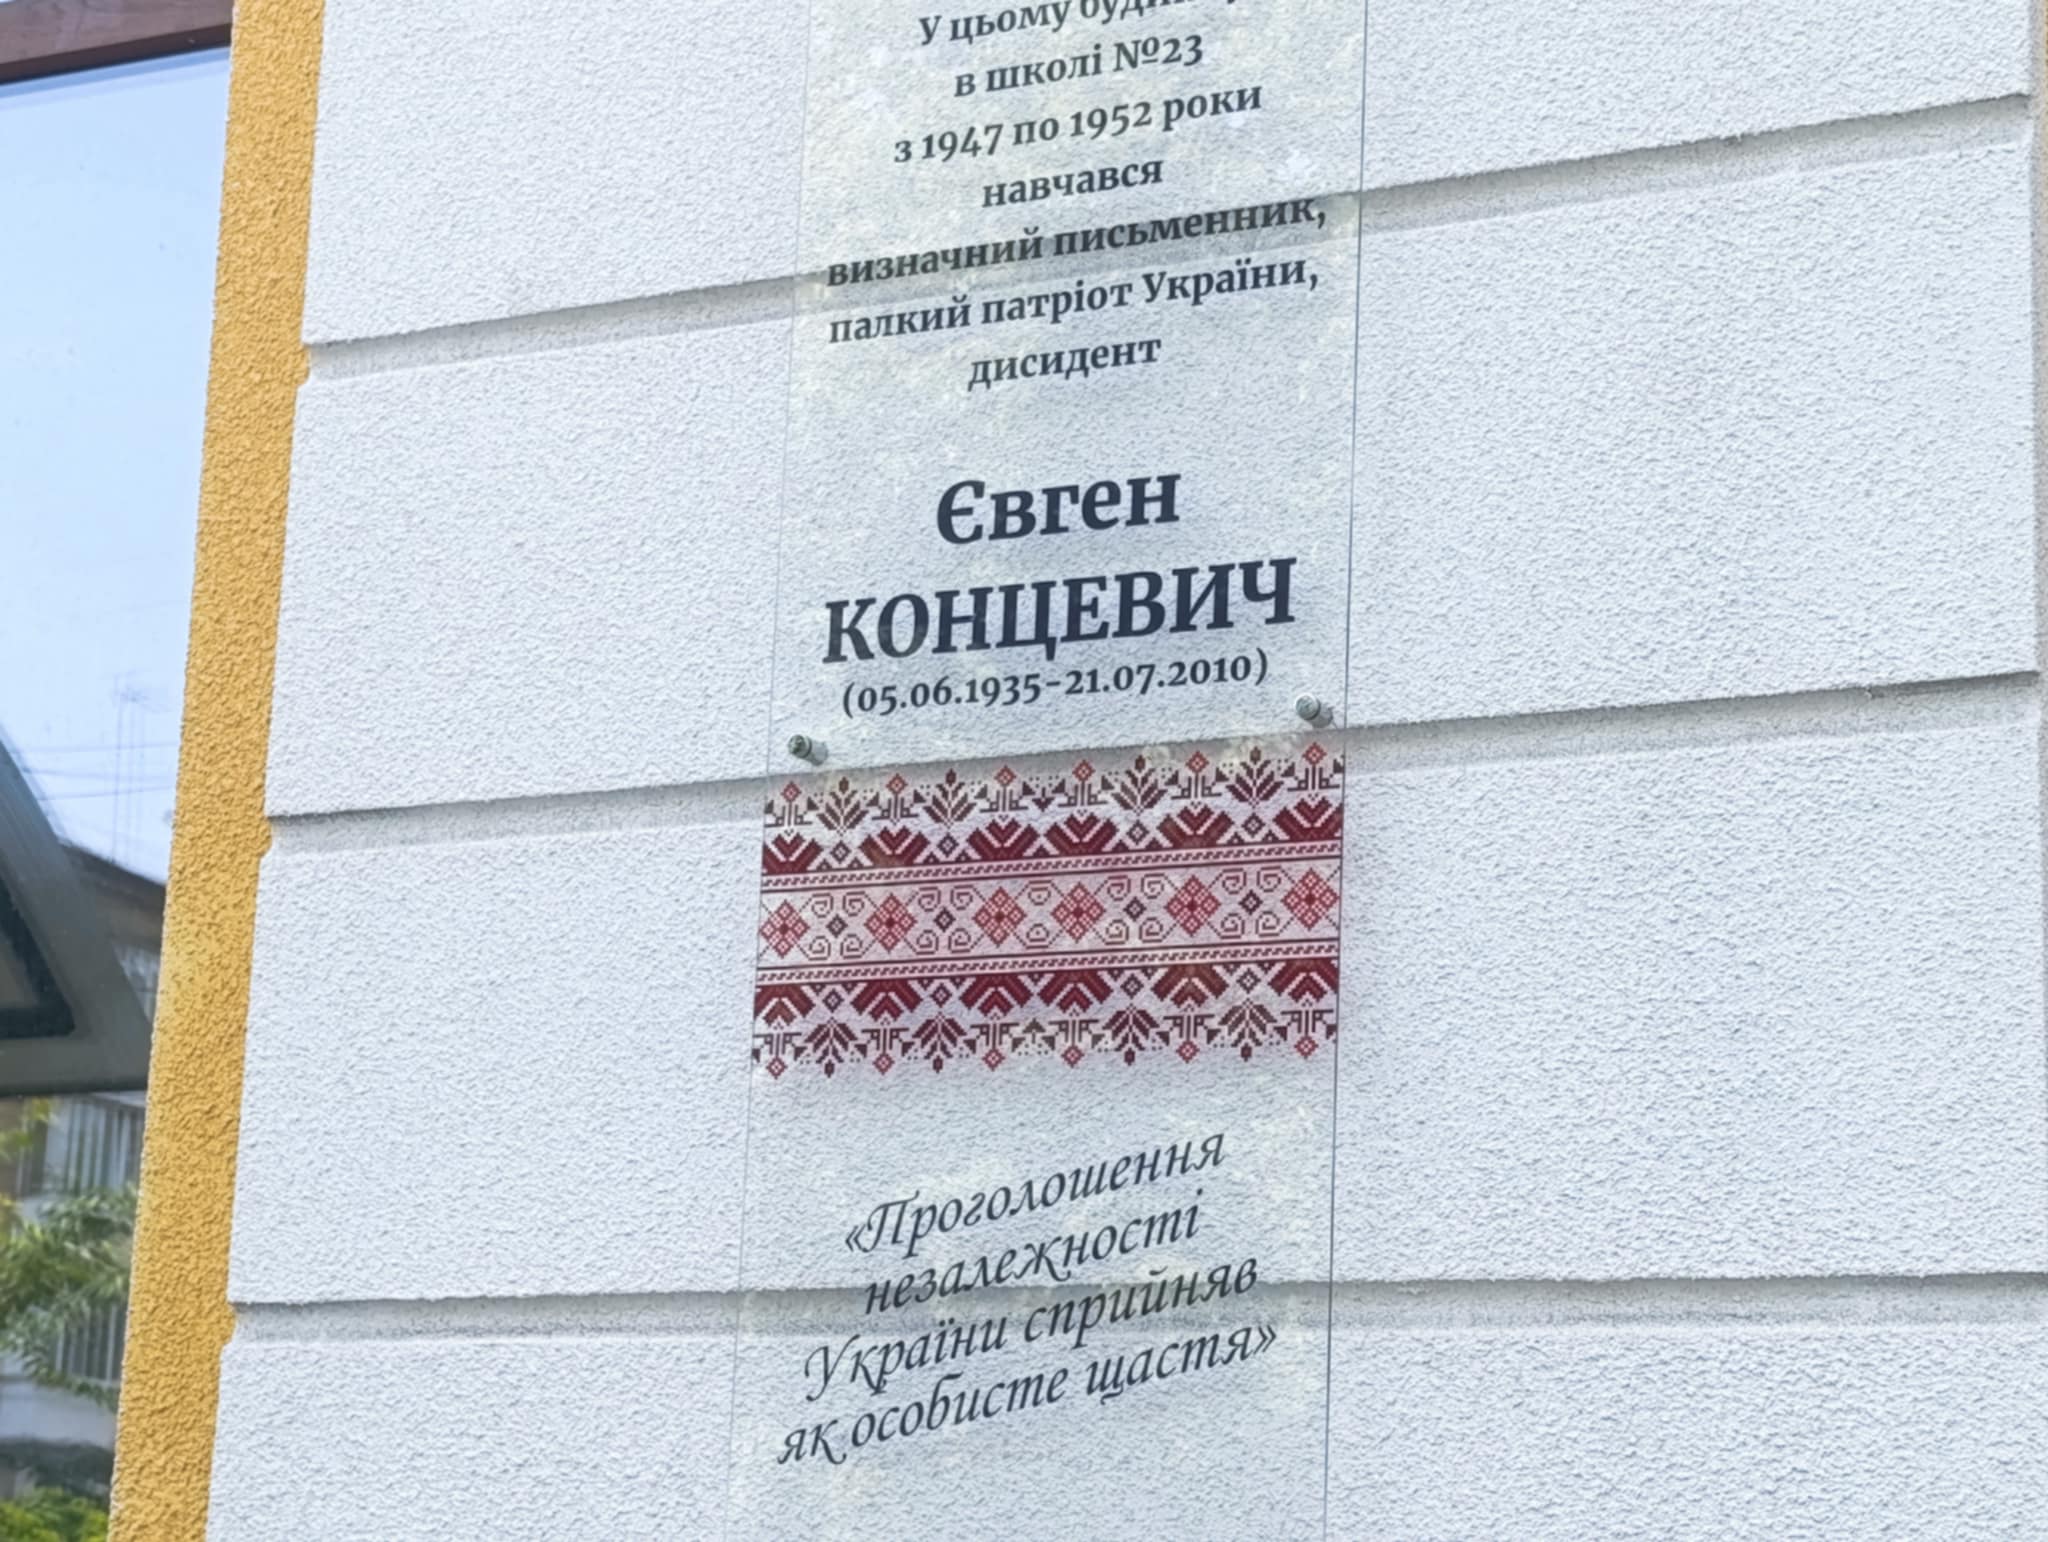 У цьому
в школі №23
з 1947 по 1952 роки
навчався
визначний письменник,
палкий патріот України,
дисидент
Євген
КОНЦЕВИЧ
(05.06.1935-21.07.2010)
«Проголошення
незалежності
України сприйняв
як особисте щастя»